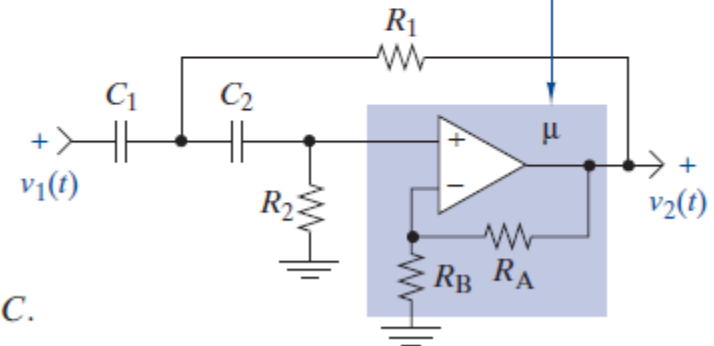 R1
C1 C2
+ + μ
v1(t) − + v2(t)
R2
RB RA
C.